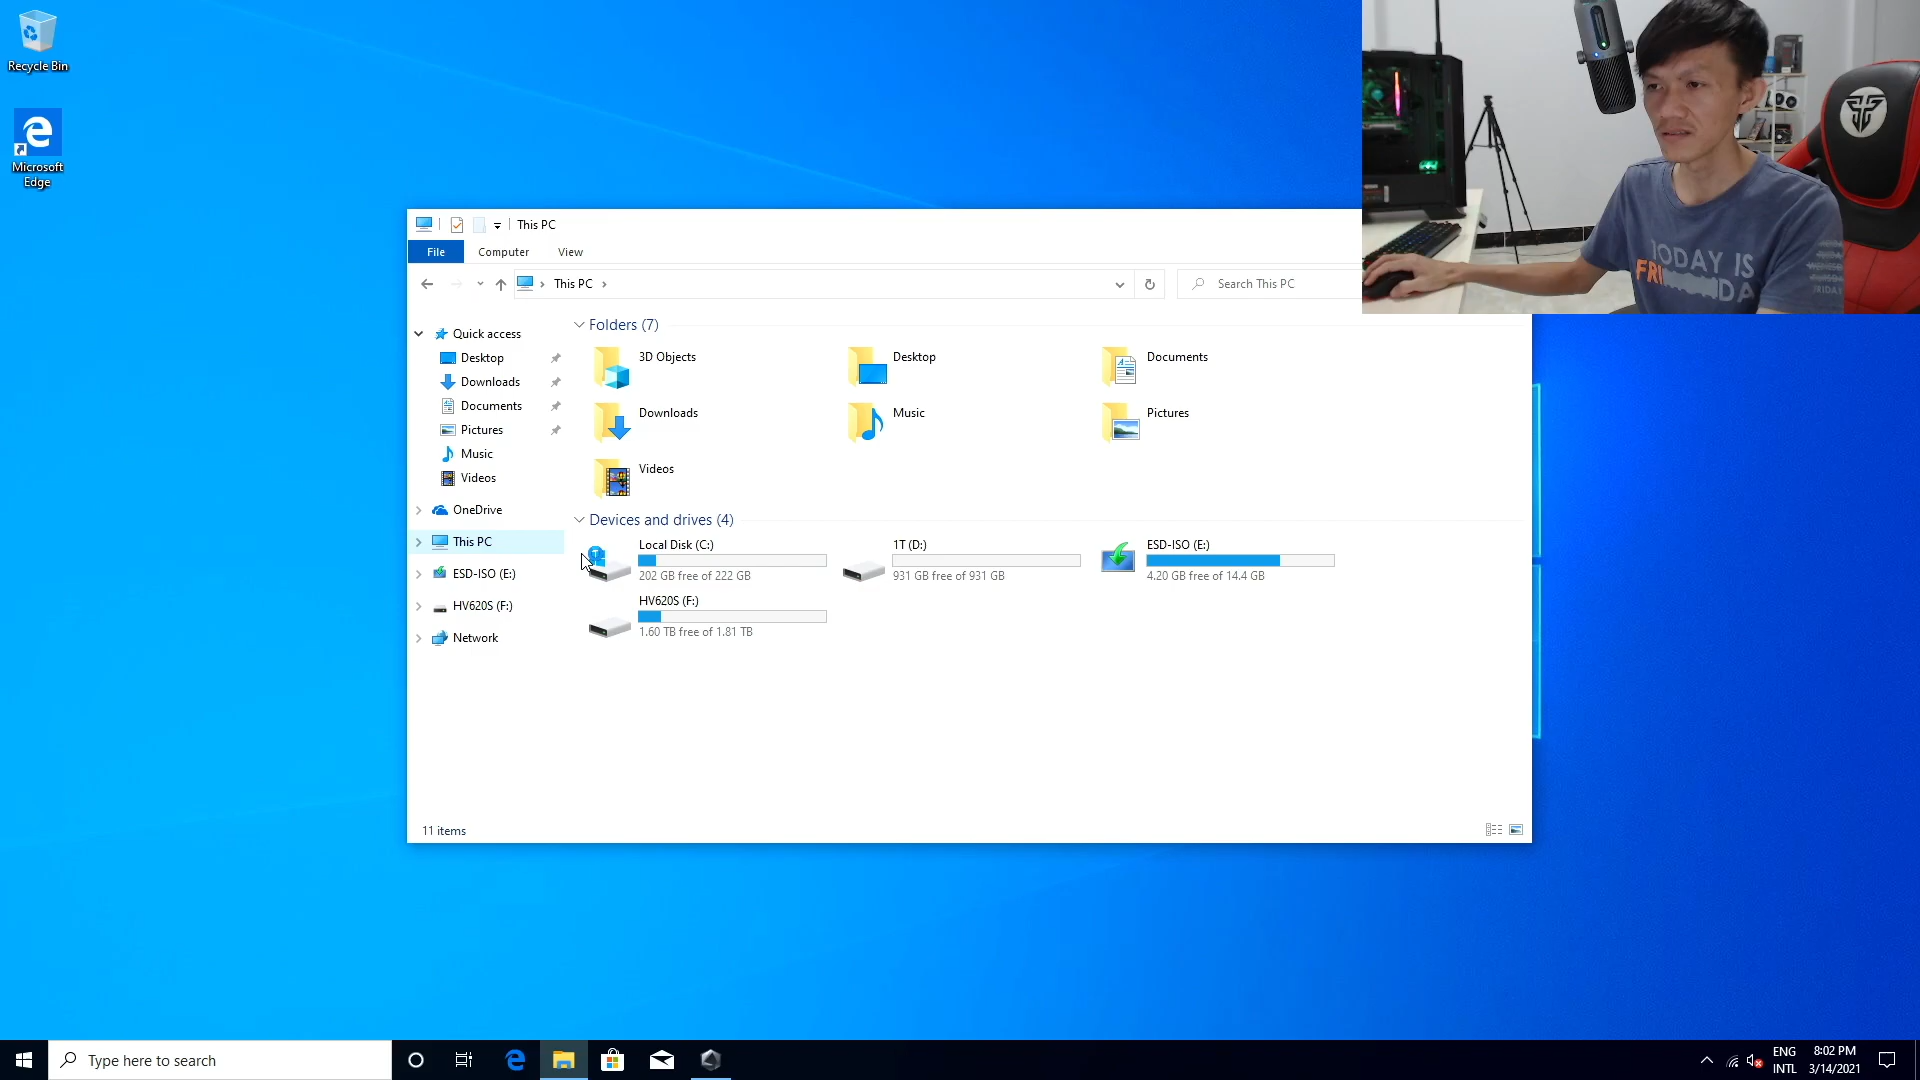 Recycle Bin
Microsoft
Edge
This PC
File
Computer
View
This PC
Search This PC
Quick access
Desktop
Downloads
Documents
Pictures
Music
Videos
OneDrive
This PC
ESD-ISO (E:)
HV620S (F:)
Network
Folders (7)
3D Objects
Desktop
Documents
Downloads
Music
Pictures
Videos
Devices and drives (4)
Local Disk (C:)
202 GB free of 222 GB
1T (D:)
931 GB free of 931 GB
ESD-ISO (E:)
4.20 GB free of 14.4 GB
HV620S (F:)
1.60 TB free of 1.81 TB
11 items
TODAY IS
FRI
DA
Type here to search
ENG
INTL
8:02 PM
3/14/2021